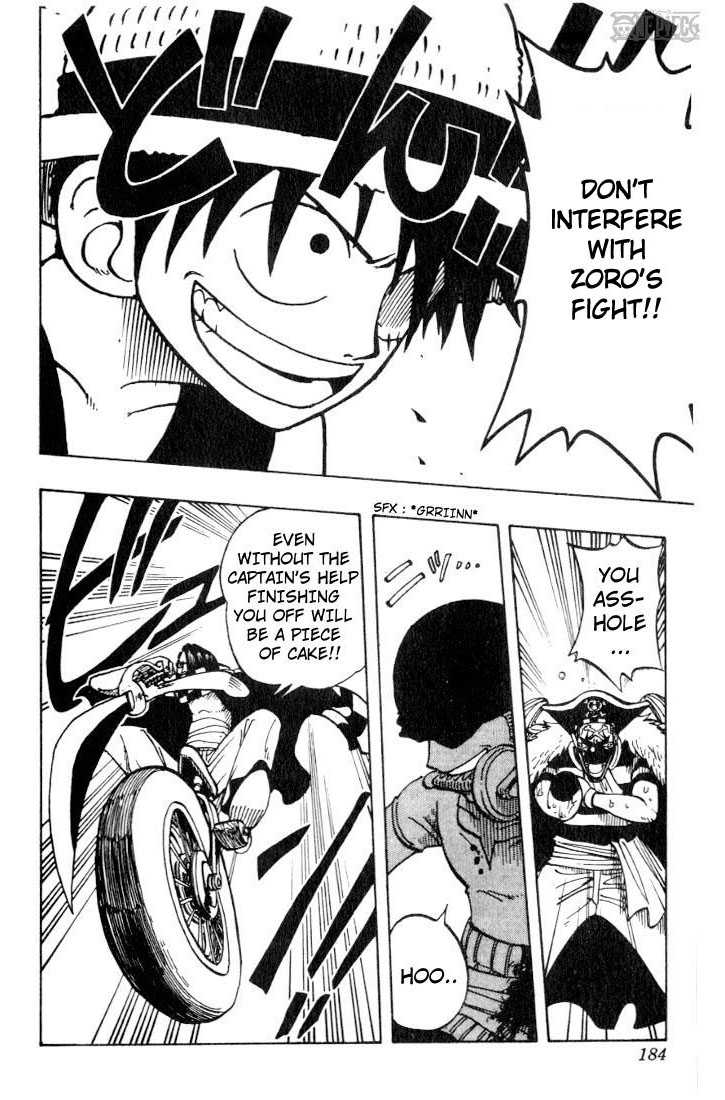 ONE PIECE
DON'T
INTERFERE
WITH
ZORO'S
FIGHT!!
どんっ
YOU
ASS-
HOLE
...
SFX : *GRRIINN*
HOO..
EVEN
WITHOUT THE
CAPTAIN'S HELP
FINISHING
YOU OFF WILL
BE A PIECE
OF CAKE!!
184